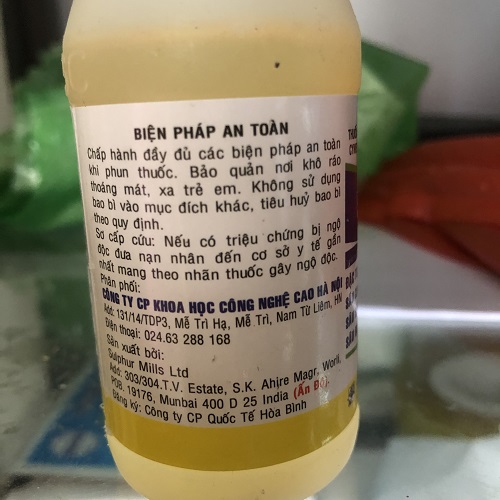 BIỆN PHÁP AN TOÀN
Chấp hành đầy đủ các biện pháp an toàn
khi phun thuốc. Bảo quản nơi khô ráo
thoáng mát, xa trẻ em. Không sử dụng
bao bì vào mục đích khác, tiêu huỷ bao bì
theo quy định.
Sơ cấp cứu: Nếu có triệu chứng bị ngộ
độc đưa nạn nhân đến cơ sở y tế gần
nhất mang theo nhãn thuốc gây ngộ độc.
Phân phối:
CÔNG TY CP KHOA HỌC CÔNG NGHỆ CAO HÀ NỘI
Add: 131/14/TDP3, Mễ Trì Hạ, Mễ Trì, Nam Từ Liêm, HN
Điện thoại: 024.63 288 168
Sản xuất bởi:
Sulphur Mills Ltd
Add: 303/304.T.V. Estate, S.K. Ahire Magr, Worli,
PDB. 19176, Munbai 400 D 25 India (Ấn Độ).
Đăng ký: Công ty CP Quốc Tế Hòa Bình